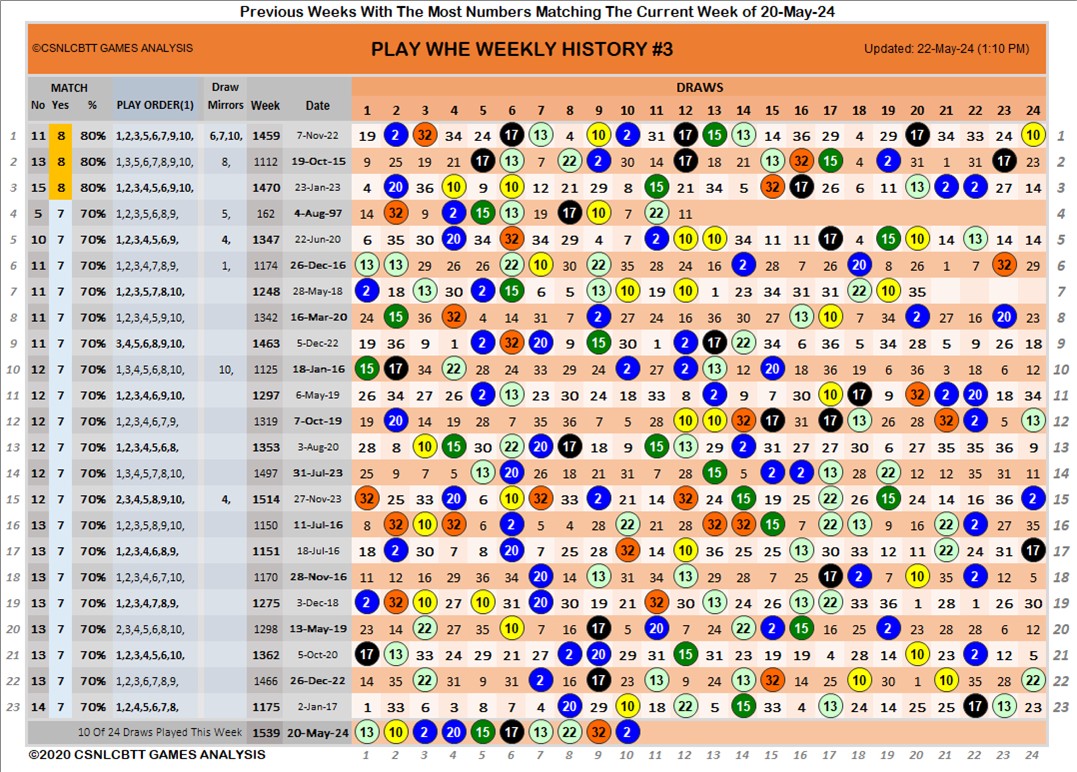 Previous Weeks With The Most Numbers Matching The Current Week of 20-May-24
©CSNLCBTT GAMES ANALYSIS PLAY WHE WEEKLY HISTORY #3 Updated: 22-May-24 (1:10 PM)
MATCH Draw DRAWS
No Yes % PLAY ORDER(1) Mirrors Week Date 1 2 3 4 5 6 7 8 9 10 11 12 13 14 15 16 17 18 19 20 21 22 23 24
1 11 8 80% 1,2,3,5,6,7,9,10, 6,7,10, 1459 7-Nov-22 19 2 32 34 24 17 13 4 10 2 31 17 15 13 14 36 29 4 29 17 34 33 24 10 1
2 13 8 80% 1,3,5,6,7,8,9,10, 8, 1112 19-Oct-15 9 25 19 21 17 13 7 22 2 30 14 17 18 21 15 32 17 19 2 31 1 31 17 23 2
3 15 8 80% 1,2,3,4,5,6,9,10, 1470 23-Jan-23 4 20 36 10 9 10 12 21 29 8 15 21 34 5 32 17 26 6 11 13 2 2 27 14 3
4 5 7 70% 1,2,3,5,6,8,9, 5, 162 4-Aug-97 14 32 9 2 15 13 19 17 10 7 22 11 4
5 10 7 70% 1,2,3,4,5,6,9, 4, 1347 22-Jun-20 6 35 30 20 34 32 34 29 4 7 2 10 13 34 11 11 17 4 15 10 14 22 14 14 5
6 11 7 70% 1,2,3,4,7,8,9, 1, 1174 26-Dec-16 13 13 29 26 26 22 10 30 22 35 28 24 16 2 28 7 26 20 8 26 1 7 32 29 6
7 11 7 70% 1,2,3,5,7,8,10, 1248 28-May-18 2 18 13 30 2 15 6 5 13 10 19 10 1 23 34 31 31 22 10 35 7
8 11 7 70% 1,2,3,4,5,9,10, 1342 16-Mar-20 24 15 36 32 4 14 31 7 2 27 24 16 36 30 27 13 10 7 34 2 27 16 20 23 8
9 11 7 70% 3,4,5,6,8,9,10, 1463 5-Dec-22 19 36 9 1 2 32 20 9 15 30 1 2 17 22 34 6 36 5 34 28 5 9 26 18 9
10 12 7 70% 1,3,4,5,6,8,10, 10, 1125 18-Jan-16 15 17 34 22 28 24 33 29 24 2 27 2 13 12 20 18 36 19 6 36 3 18 6 12 10
11 12 7 70% 1,2,3,4,6,9,10, 1297 6-May-19 26 34 27 26 2 13 23 30 24 18 33 8 2 9 7 30 10 17 9 32 2 20 18 34 11
12 12 7 70% 1,2,3,4,6,9,10, 1319 7-Oct-19 19 20 14 19 26 7 35 36 7 5 28 10 10 32 17 31 17 13 26 28 32 2 5 13 12
13 12 7 70% 1,2,3,4,5,6,8, 1353 3-Aug-20 28 8 10 15 30 22 20 17 18 9 15 13 29 2 31 27 27 30 6 27 35 35 36 9 13
14 12 7 70% 1,3,4,5,7,8,10, 1497 31-Jul-23 25 9 7 5 13 20 26 18 21 31 7 28 15 5 2 2 13 28 22 12 12 35 31 11 14
15 12 7 70% 2,3,4,5,8,9,10, 4, 1514 27-Nov-23 32 25 33 20 6 10 32 33 2 21 14 32 24 15 19 25 22 26 15 24 14 16 36 2 15
16 13 7 70% 1,2,3,5,8,9,10, 1150 11-Jul-16 8 32 10 32 6 2 5 4 28 22 21 28 32 32 15 7 22 13 9 16 22 2 27 35 16
17 13 7 70% 1,2,3,4,6,8,9, 1151 18-Jul-16 18 2 30 7 8 20 7 25 28 32 14 10 36 25 25 13 30 33 12 11 22 24 31 17 17
18 13 7 70% 1,2,3,4,6,7,10, 1170 28-Nov-16 11 12 16 29 36 34 20 14 13 31 34 13 29 28 7 25 17 2 7 10 35 2 12 5 18
19 13 7 70% 1,2,3,4,7,8,9, 1275 3-Dec-18 2 32 10 27 10 31 20 30 19 21 32 30 13 24 26 13 22 33 36 1 28 1 26 30 19
20 13 7 70% 2,3,4,5,6,8,10, 1298 13-May-19 23 14 22 27 35 10 7 16 17 5 20 7 24 22 2 15 16 25 2 23 28 28 2 6 20
21 13 7 70% 1,2,3,4,5,6,10, 1362 5-Oct-20 17 13 33 24 29 21 27 2 20 29 31 15 31 23 19 19 4 28 14 10 23 2 12 5 21
22 13 7 70% 1,2,3,6,7,8,9, 1466 26-Dec-22 14 35 22 31 9 31 2 16 17 23 13 9 13 15 32 14 22 10 30 1 10 35 28 22 22
23 14 7 70% 1,2,4,5,6,7,8, 1175 2-Jan-17 1 33 6 3 8 7 4 20 29 10 18 22 5 15 33 4 13 24 14 25 25 17 13 23 23
10 Of 24 Draws Played This Week 1539 20-May-24 13 10 2 20 15 17 13 22 32 2
©2020 CSNLCBTT GAMES ANALYSIS 1 2 3 4 5 6 7 8 9 10 11 12 13 14 15 16 17 18 19 20 21 22 23 24